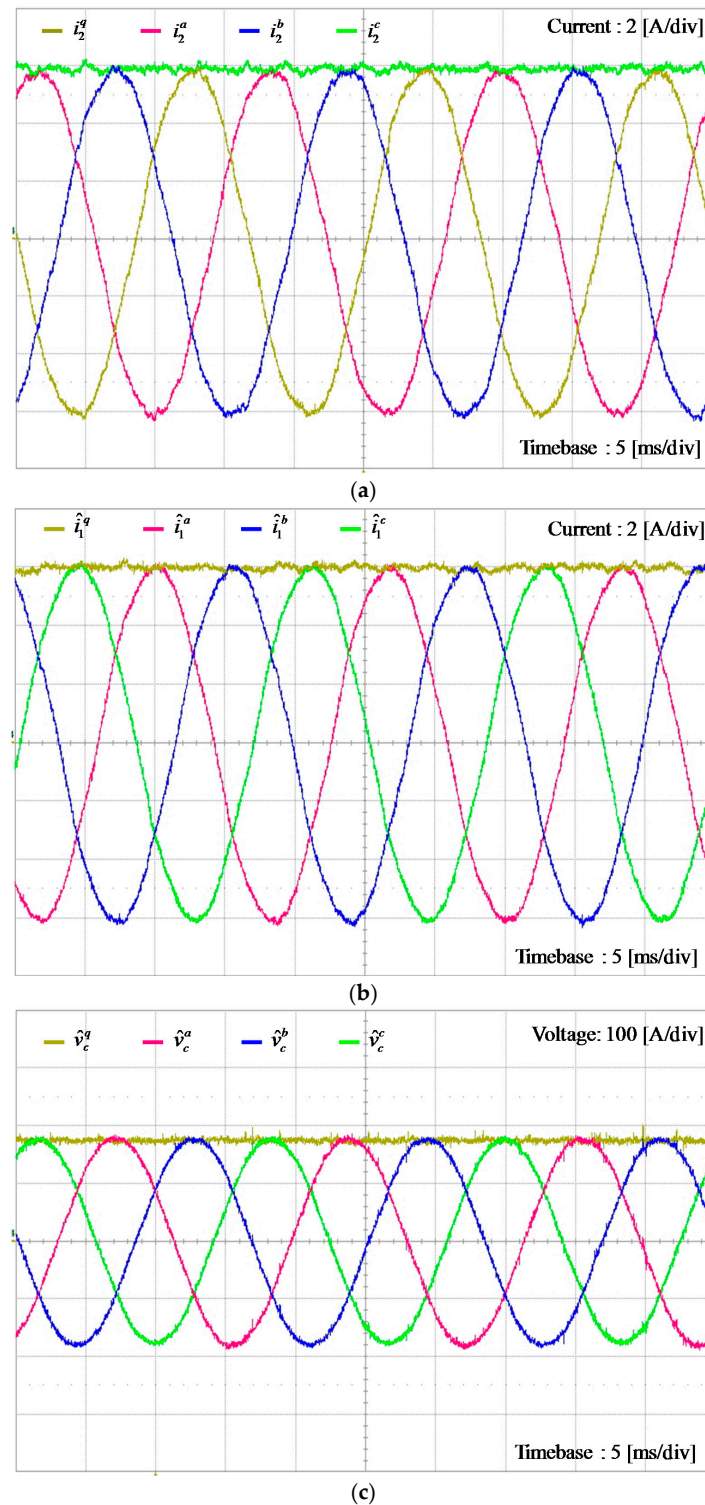 i₂^q i₂^a i₂^b i₂^c Current : 2 [A/div]
Timebase : 5 [ms/div]
(a)
î₁^q î₁^a î₁^b î₁^c Current : 2 [A/div]
Timebase : 5 [ms/div]
(b)
v̂_c^q v̂_c^a v̂_c^b v̂_c^c Voltage: 100 [A/div]
Timebase : 5 [ms/div]
(c)